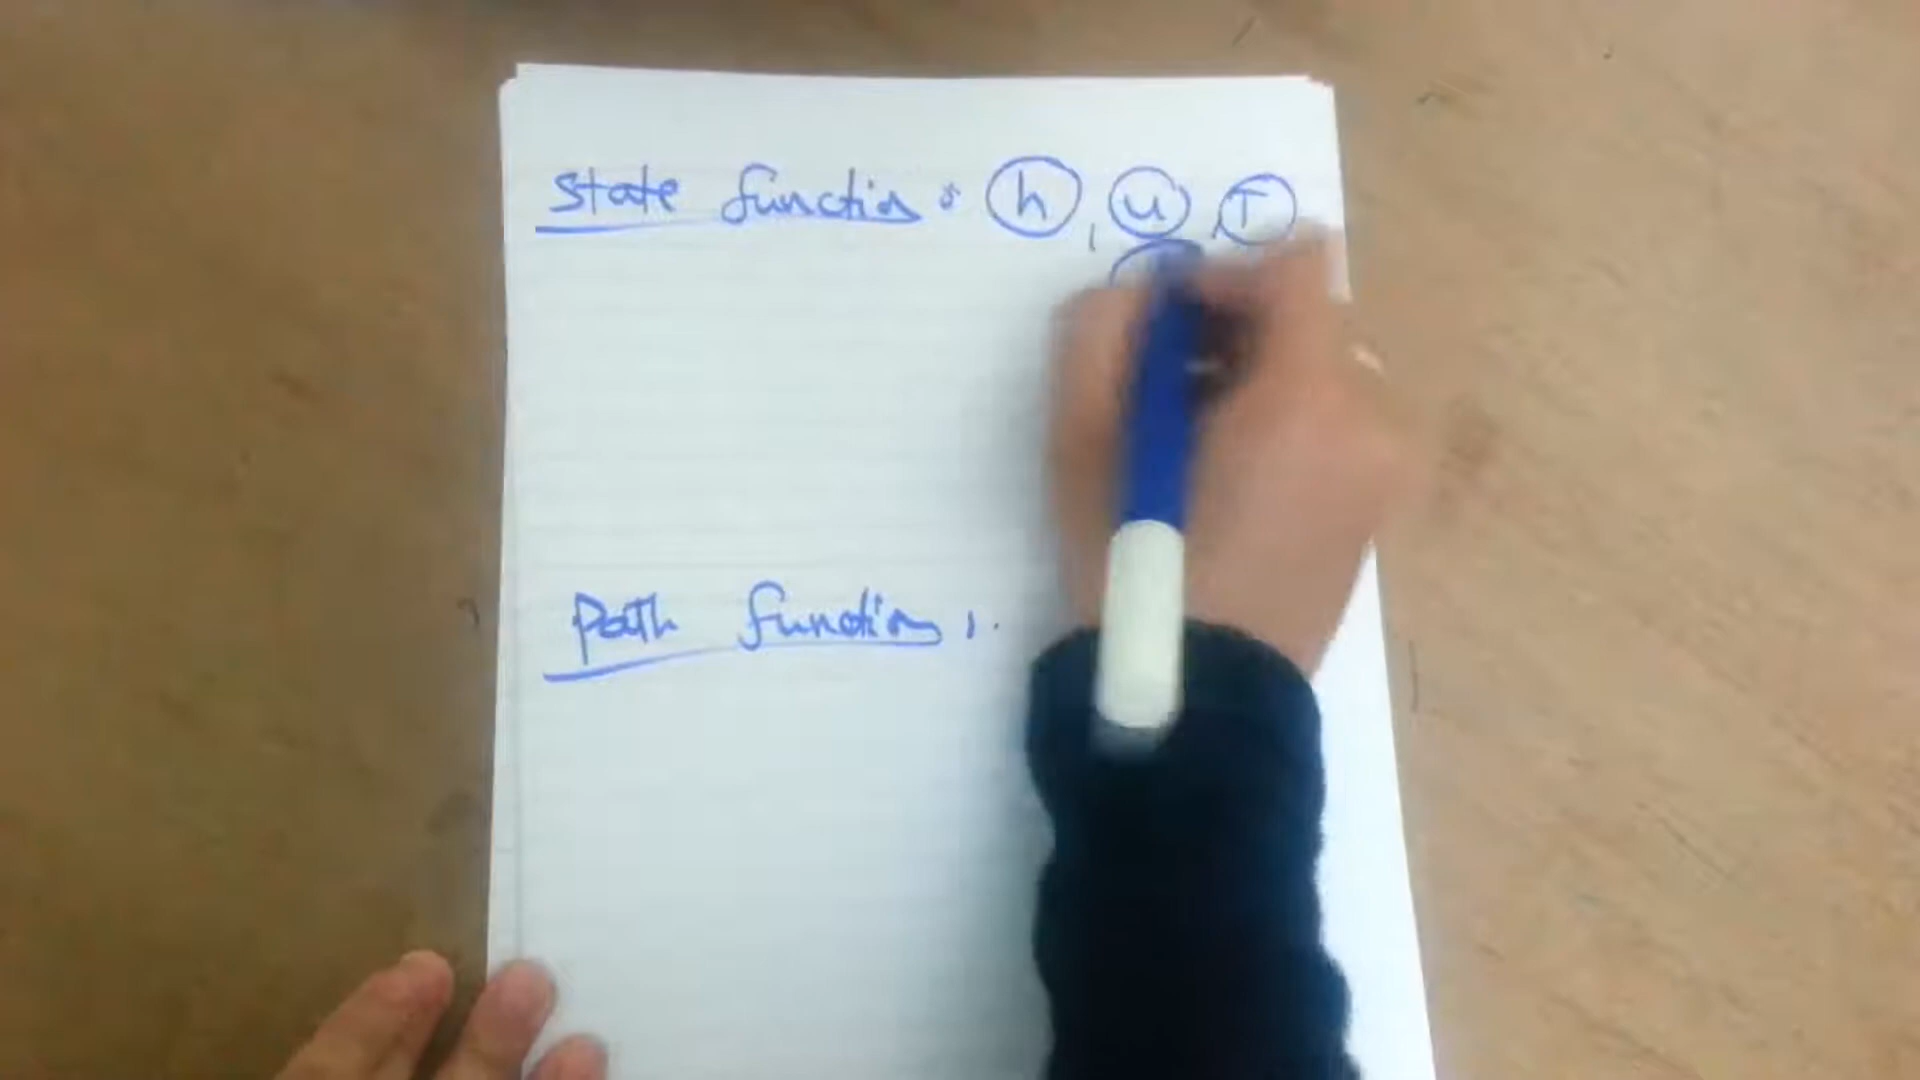 State function : h, u, T
Path function :